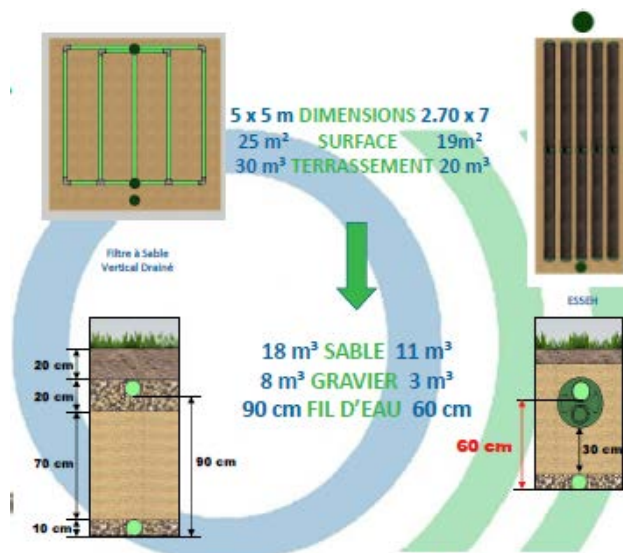 5 x 5 m DIMENSIONS 2.70 x 7
25 m² SURFACE 19m²
30 m³ TERRASSEMENT 20 m³
Filtre à Sable
Vertical Drainé
ESSEH
18 m³ SABLE 11 m³
8 m³ GRAVIER 3 m³
90 cm FIL D'EAU 60 cm
20 cm
20 cm
70 cm
90 cm
10 cm
60 cm
30 cm